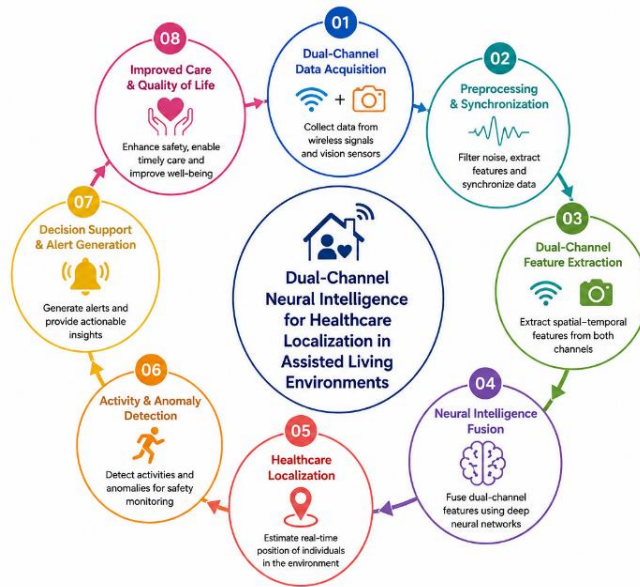 01
Dual-Channel
Data Acquisition
+
Collect data from
wireless signals
and vision sensors
02
Preprocessing
& Synchronization
Filter noise, extract
features and
synchronize data
03
Dual-Channel
Feature Extraction
Extract spatial-temporal
features from both
channels
04
Neural Intelligence
Fusion
Fuse dual-channel
features using deep
neural networks
05
Healthcare
Localization
Estimate real-time
position of individuals
in the environment
06
Activity & Anomaly
Detection
Detect activities and
anomalies for safety
monitoring
07
Decision Support
& Alert Generation
Generate alerts and
provide actionable
insights
08
Improved Care
& Quality of Life
Enhance safety, enable
timely care and
improve well-being
Dual-Channel
Neural Intelligence
for Healthcare
Localization in
Assisted Living
Environments